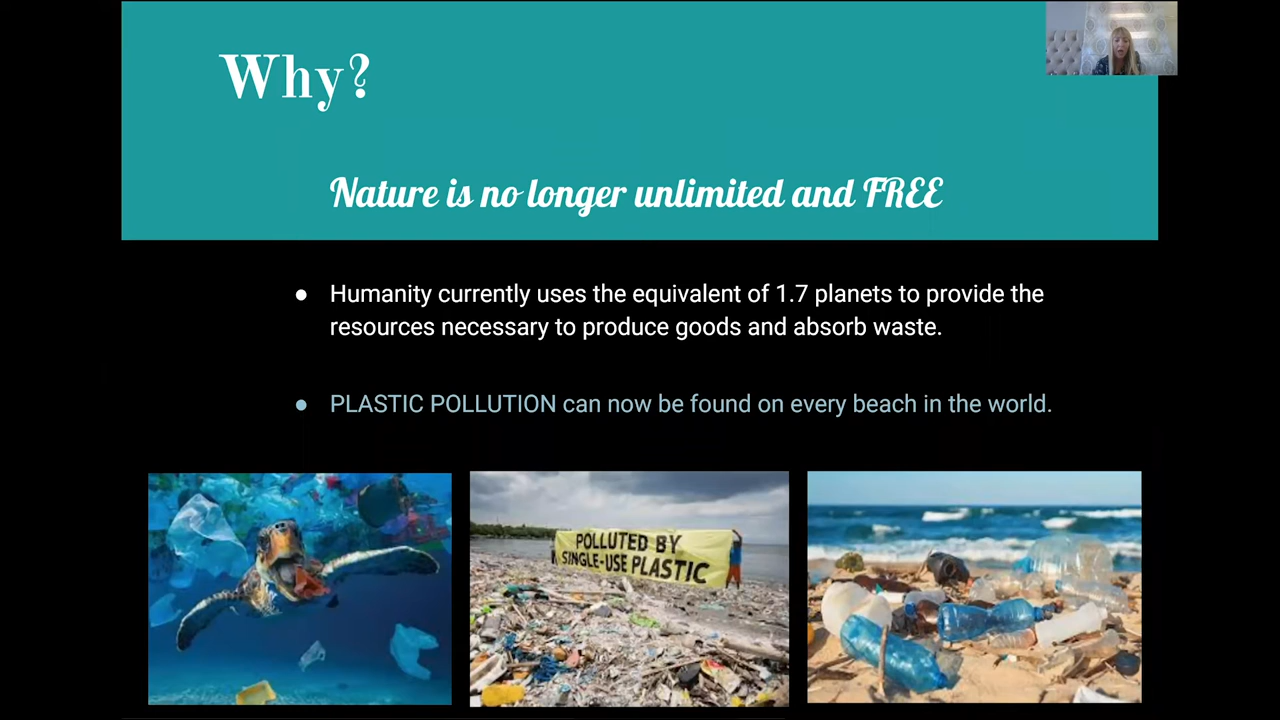 Why?
Nature is no longer unlimited and FREE
● Humanity currently uses the equivalent of 1.7 planets to provide the
resources necessary to produce goods and absorb waste.
● PLASTIC POLLUTION can now be found on every beach in the world.
POLLUTED BY
SINGLE-USE PLASTIC